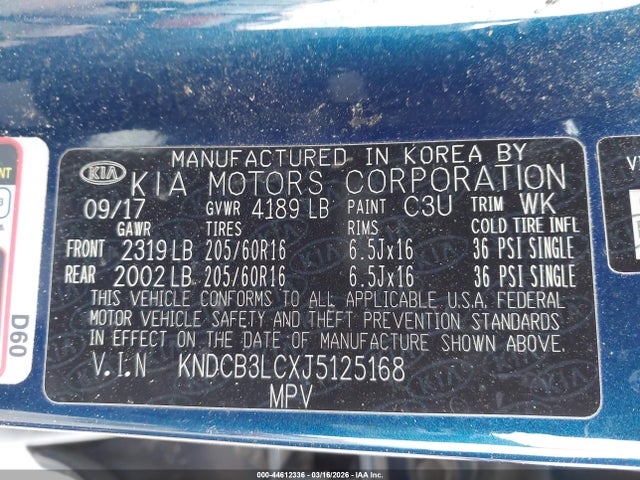 MANUFACTURED IN KOREA BY
KIA KIA MOTORS CORPORATION
09/17 GVWR 4189 LB PAINT C3U TRIM WK
GAWR TIRES RIMS COLD TIRE INFL
FRONT 2319 LB 205/60R16 6.5Jx16 36 PSI SINGLE
REAR 2002 LB 205/60R16 6.5Jx16 36 PSI SINGLE
THIS VEHICLE CONFORMS TO ALL APPLICABLE U.S.A. FEDERAL
MOTOR VEHICLE SAFETY AND THEFT PREVENTION STANDARDS
IN EFFECT ON THE DATE OF MANUFACTURE SHOWN ABOVE.
V.I.N KNDCB3LCXJ5125168
MPV
D60
000-44612336 | 03/16/2026 | COPART